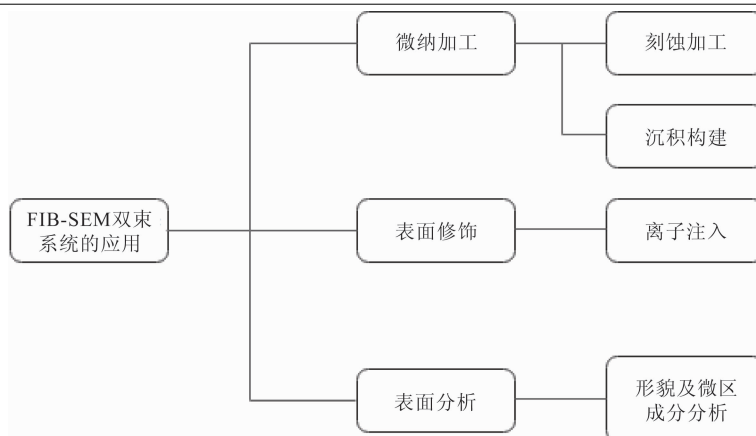 微纳加工
刻蚀加工
沉积构建
FIB-SEM双束
系统的应用
表面修饰
离子注入
表面分析
形貌及微区
成分分析